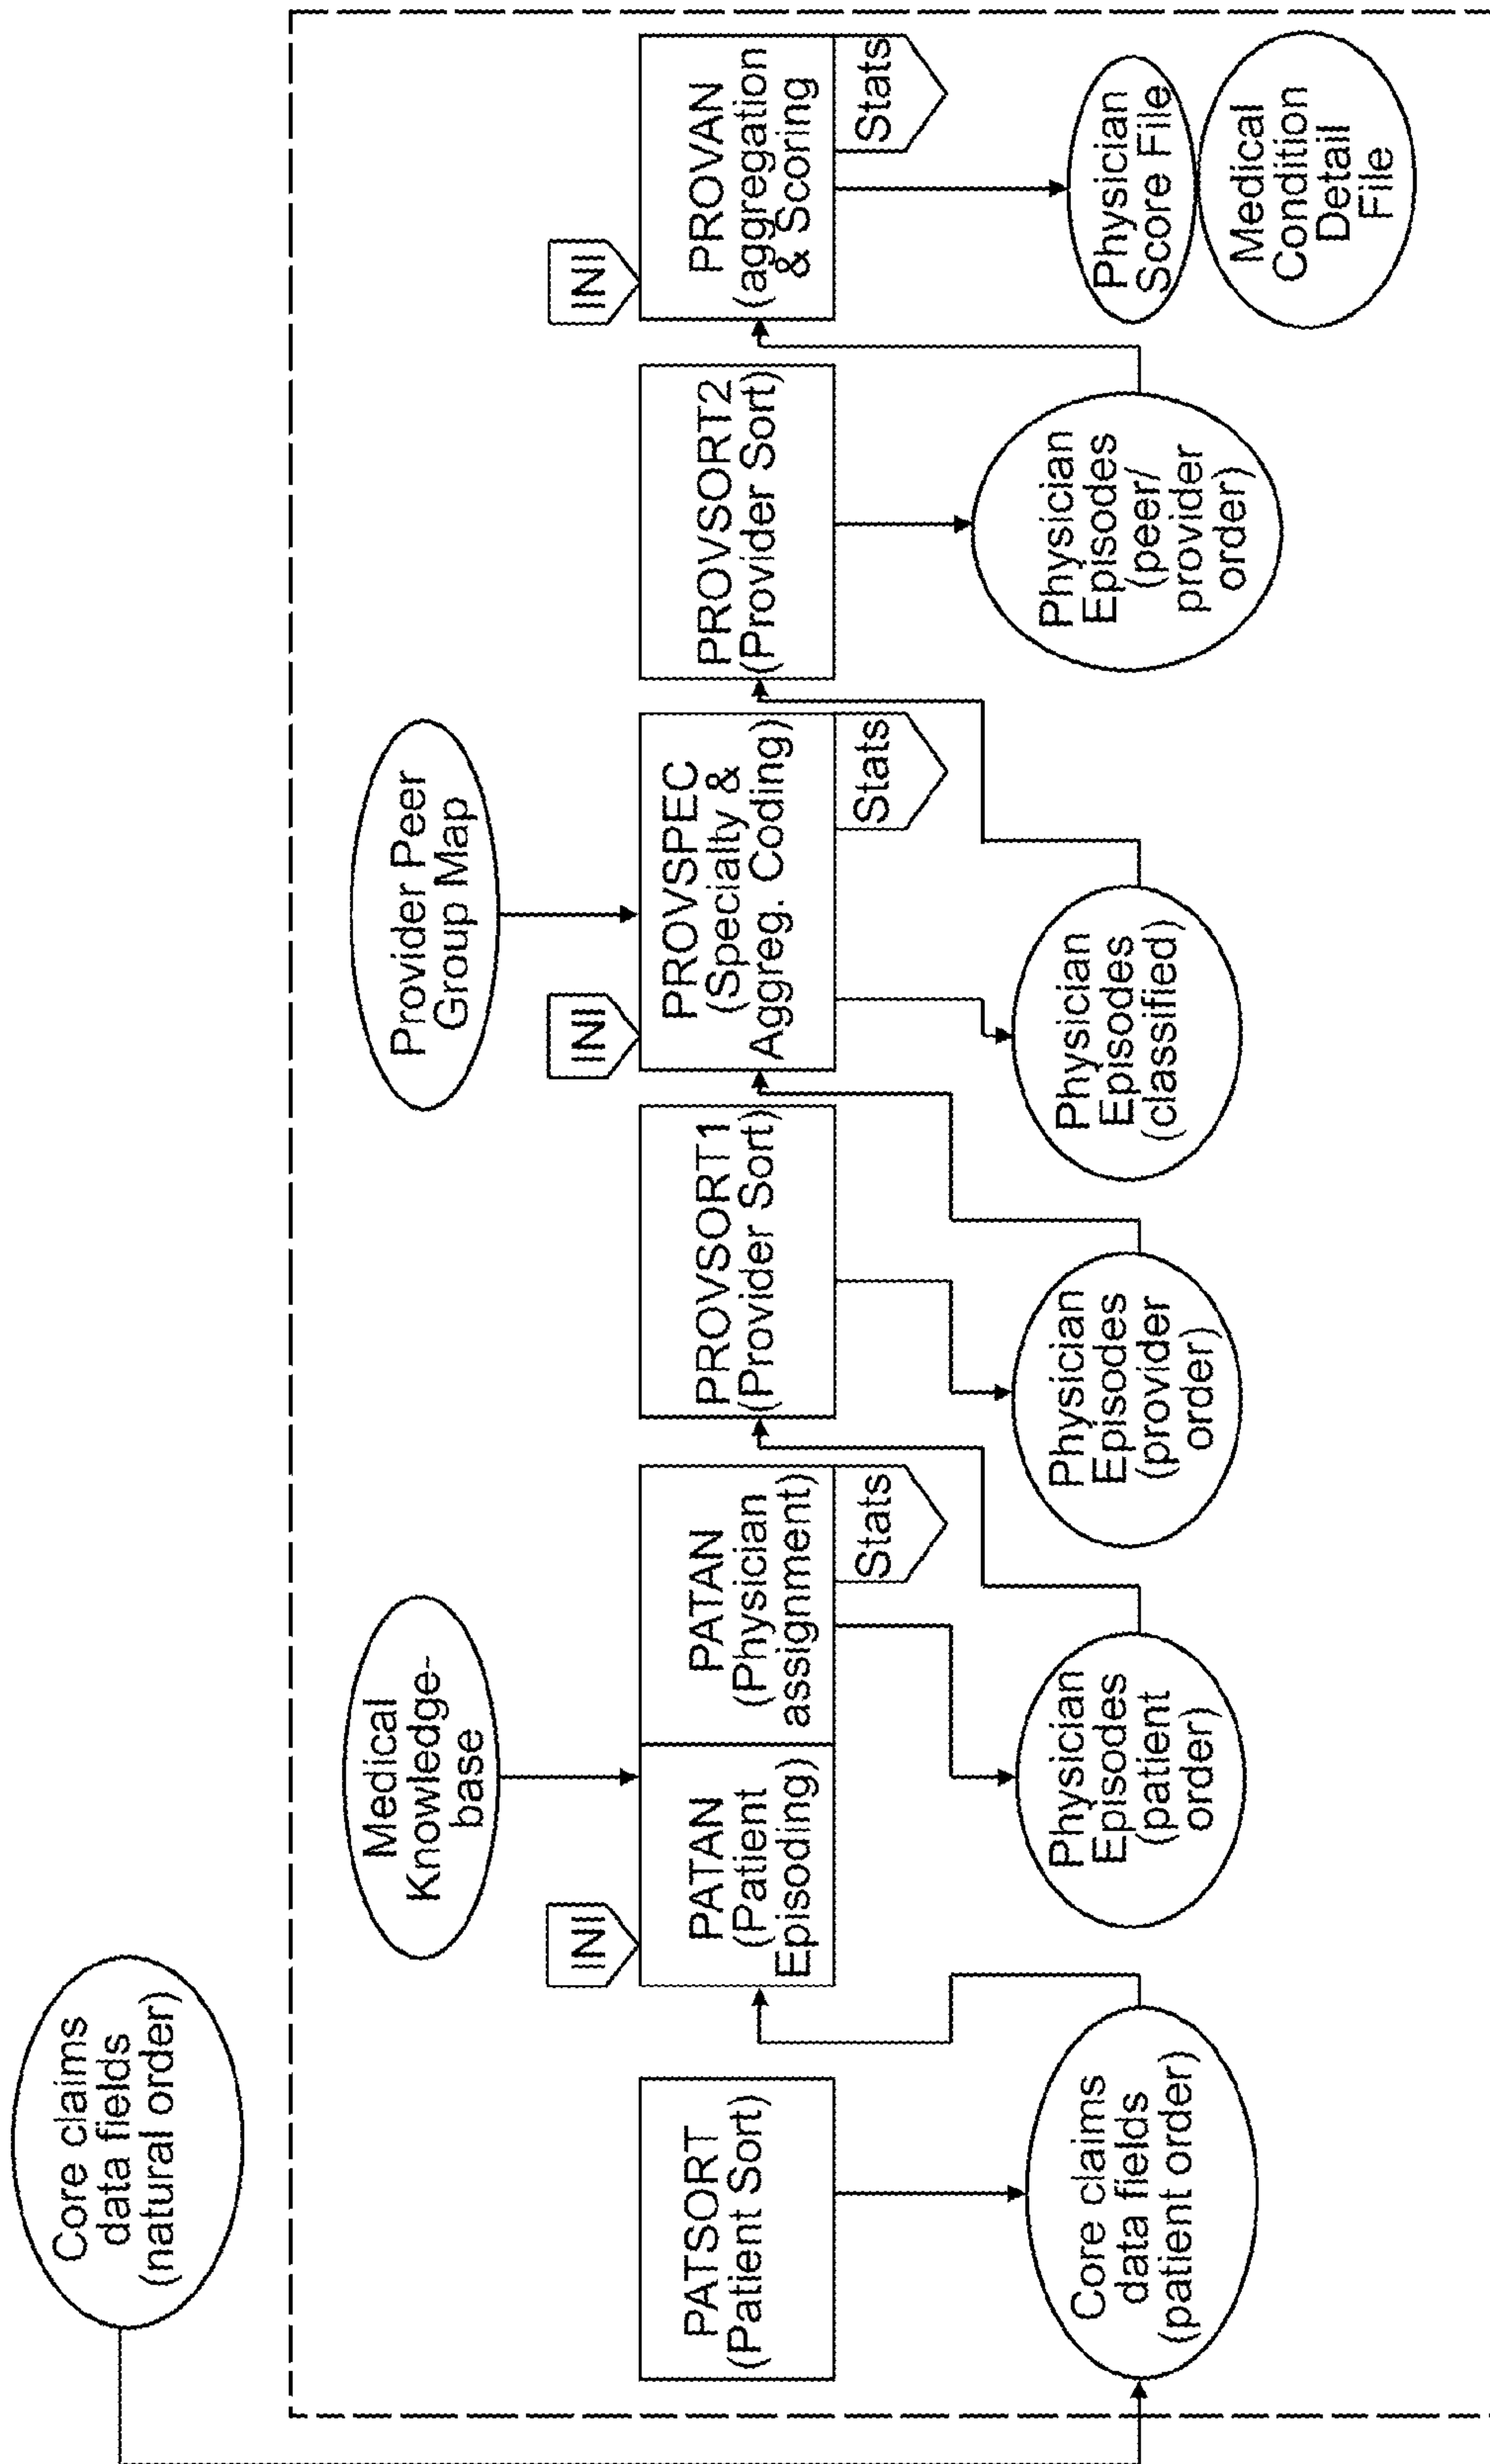 Core claims
data fields
(natural order)
Medical
Knowledge-
base
Provider Peer
Group Map
INI
INI
INI
PATSORT
(Patient Sort)
PATAN
(Patient
Episoding)
PATAN
(Physician
assignment)
PROVSORT1
(Provider Sort)
PROVSPEC
(Specialty &
Aggreg. Coding)
PROVSORT2
(Provider Sort)
PROVAN
(aggregation
& Scoring
Stats
Stats
Stats
Core claims
data fields
(patient order)
Physician
Episodes
(patient
order)
Physician
Episodes
(provider
order)
Physician
Episodes
(classified)
Physician
Episodes
(peer/
provider
order)
Physician
Score File
Medical
Condition
Detail
File